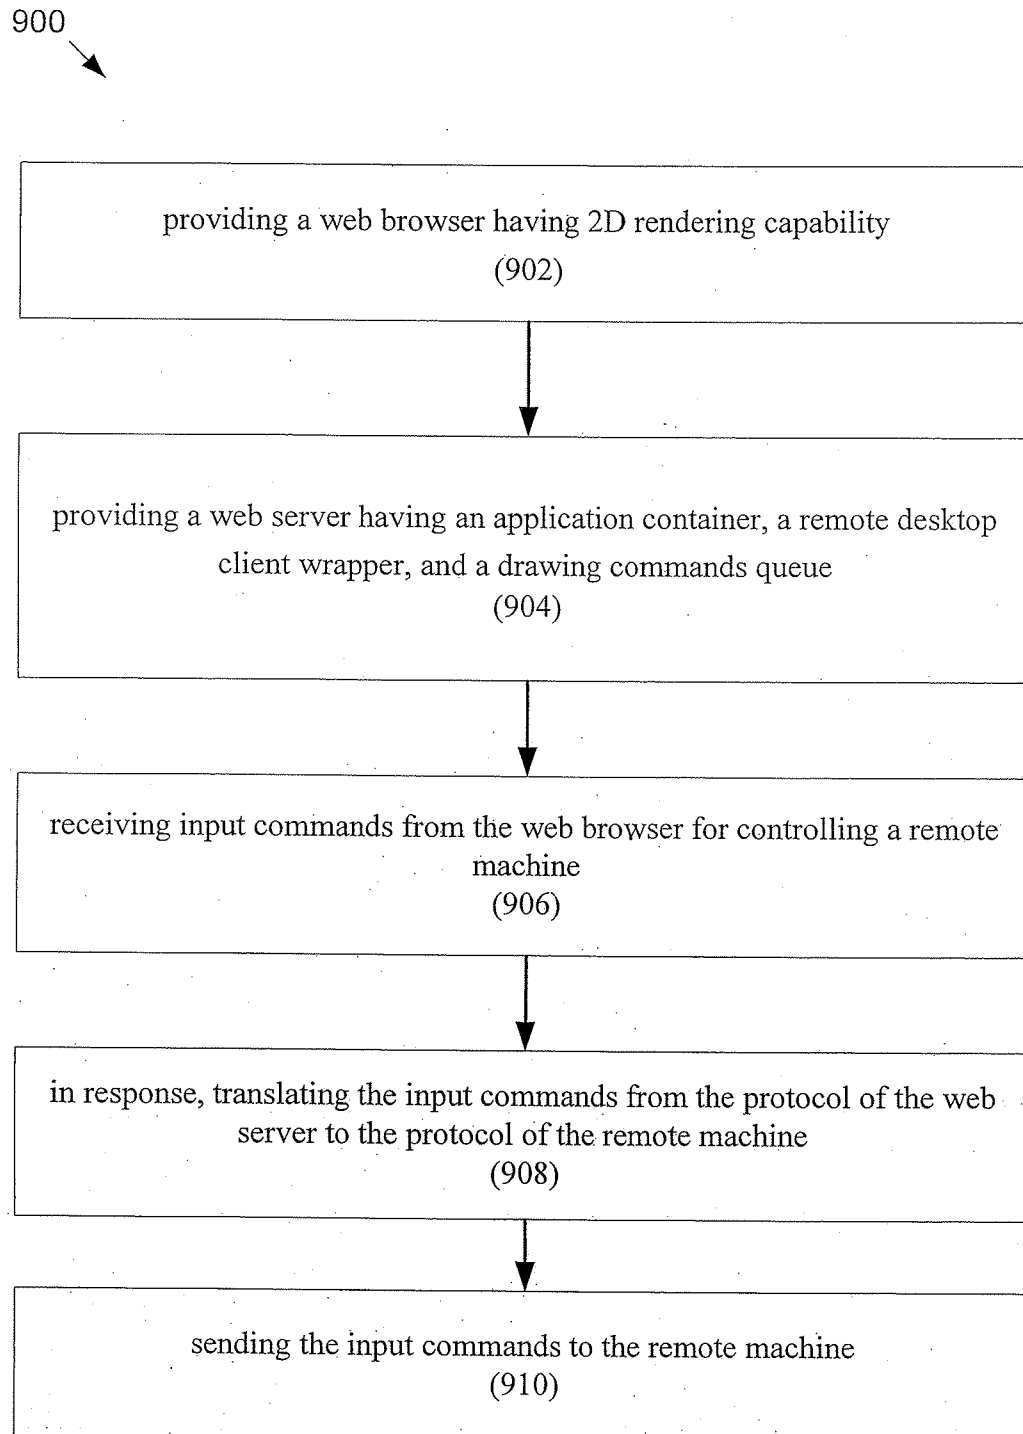 900
providing a web browser having 2D rendering capability
(902)
providing a web server having an application container, a remote desktop
client wrapper, and a drawing commands queue
(904)
receiving input commands from the web browser for controlling a remote
machine
(906)
in response, translating the input commands from the protocol of the web
server to the protocol of the remote machine
(908)
sending the input commands to the remote machine
(910)